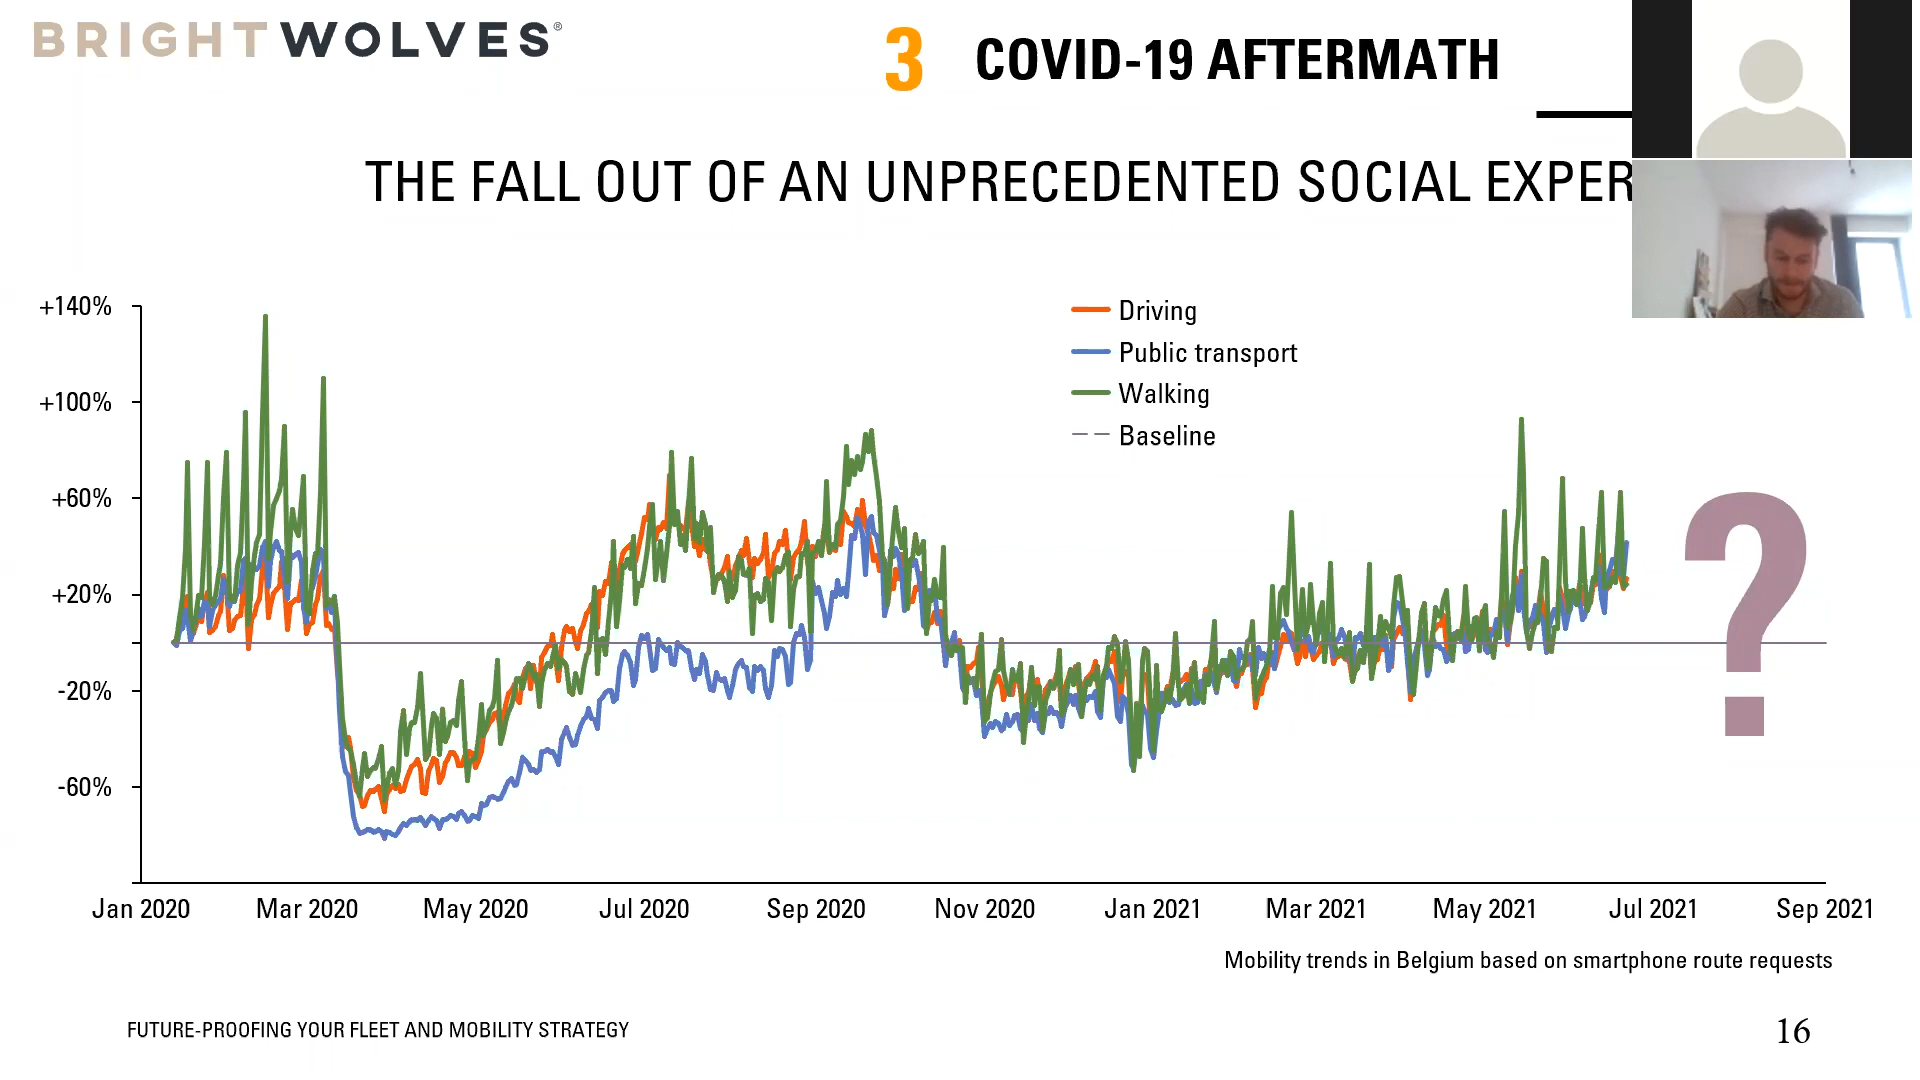 BRIGHTWOLVES®
3 COVID-19 AFTERMATH
THE FALL OUT OF AN UNPRECEDENTED SOCIAL EXPER
+140%
+100%
+60%
+20%
-20%
-60%
Driving
Public transport
Walking
Baseline
?
Jan 2020 Mar 2020 May 2020 Jul 2020 Sep 2020 Nov 2020 Jan 2021 Mar 2021 May 2021 Jul 2021 Sep 2021
Mobility trends in Belgium based on smartphone route requests
FUTURE-PROOFING YOUR FLEET AND MOBILITY STRATEGY
16